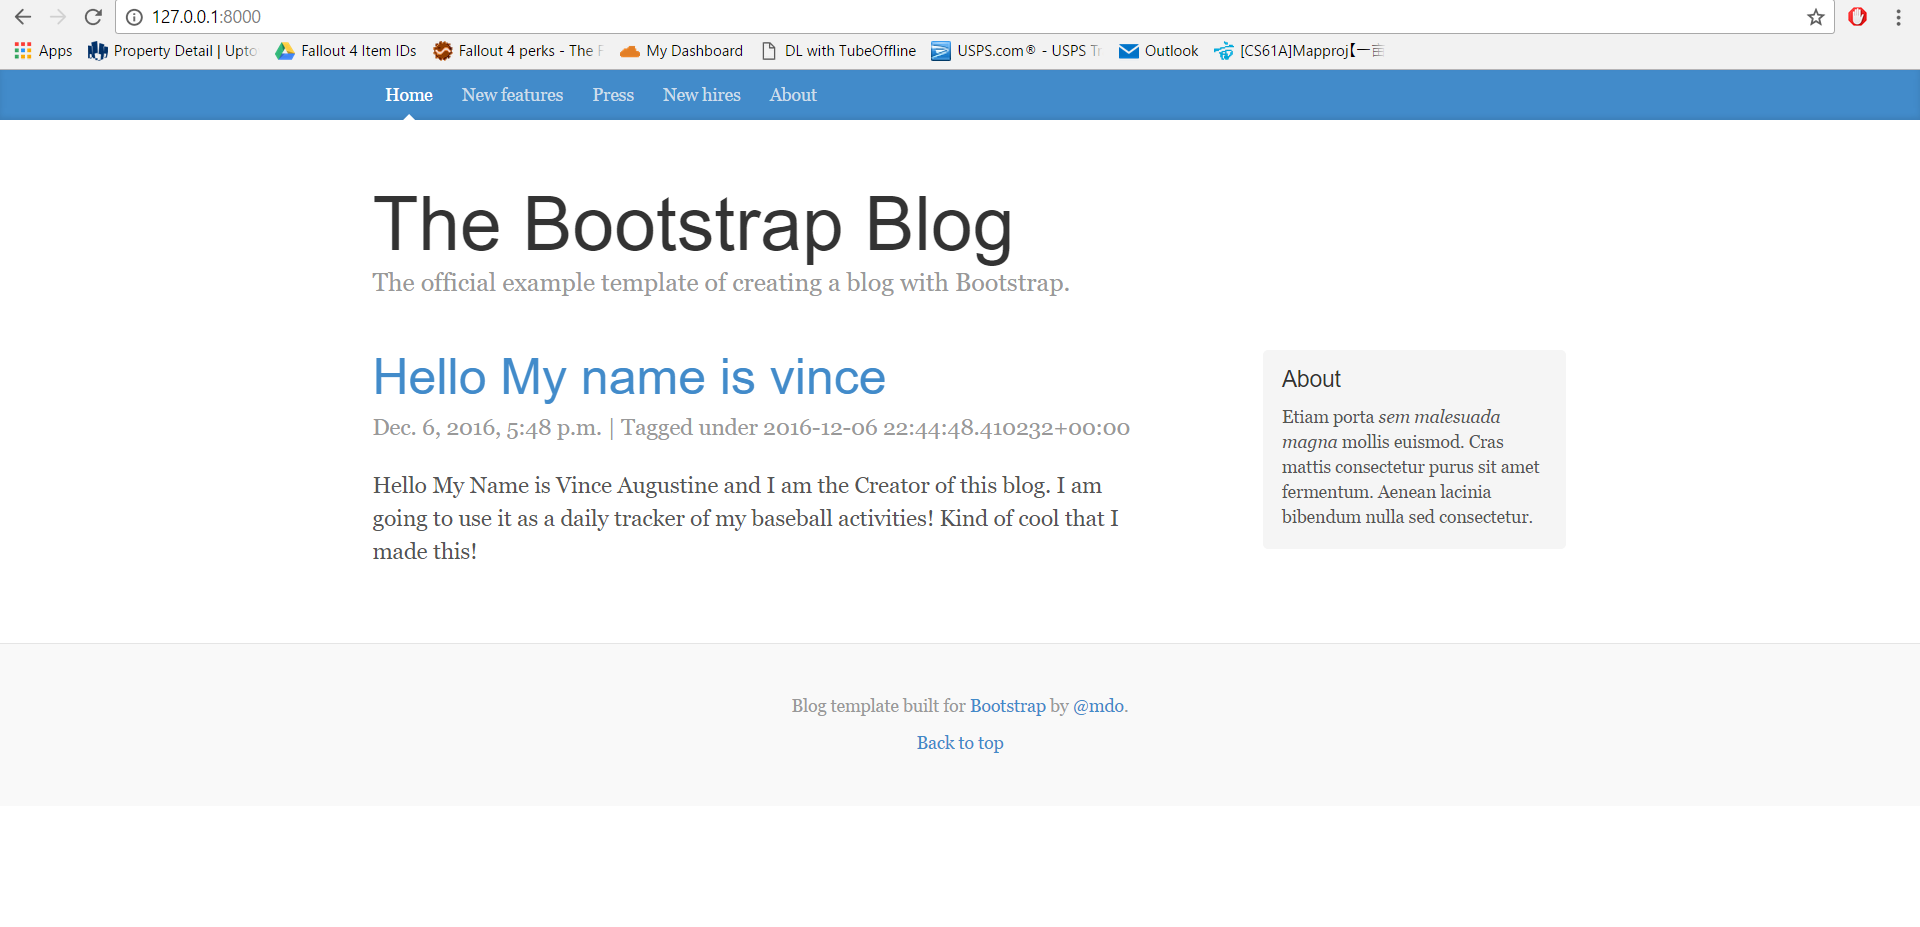 127.0.0.1:8000
Apps Property Detail | Upto Fallout 4 Item IDs Fallout 4 perks - The F My Dashboard DL with TubeOffline USPS.com® - USPS Tr Outlook [CS61A]Mapproj【一亩
Home New features Press New hires About
The Bootstrap Blog
The official example template of creating a blog with Bootstrap.
Hello My name is vince
Dec. 6, 2016, 5:48 p.m. | Tagged under 2016-12-06 22:44:48.410232+00:00
Hello My Name is Vince Augustine and I am the Creator of this blog. I am
going to use it as a daily tracker of my baseball activities! Kind of cool that I
made this!
About
Etiam porta sem malesuada
magna mollis euismod. Cras
mattis consectetur purus sit amet
fermentum. Aenean lacinia
bibendum nulla sed consectetur.
Blog template built for Bootstrap by @mdo.
Back to top